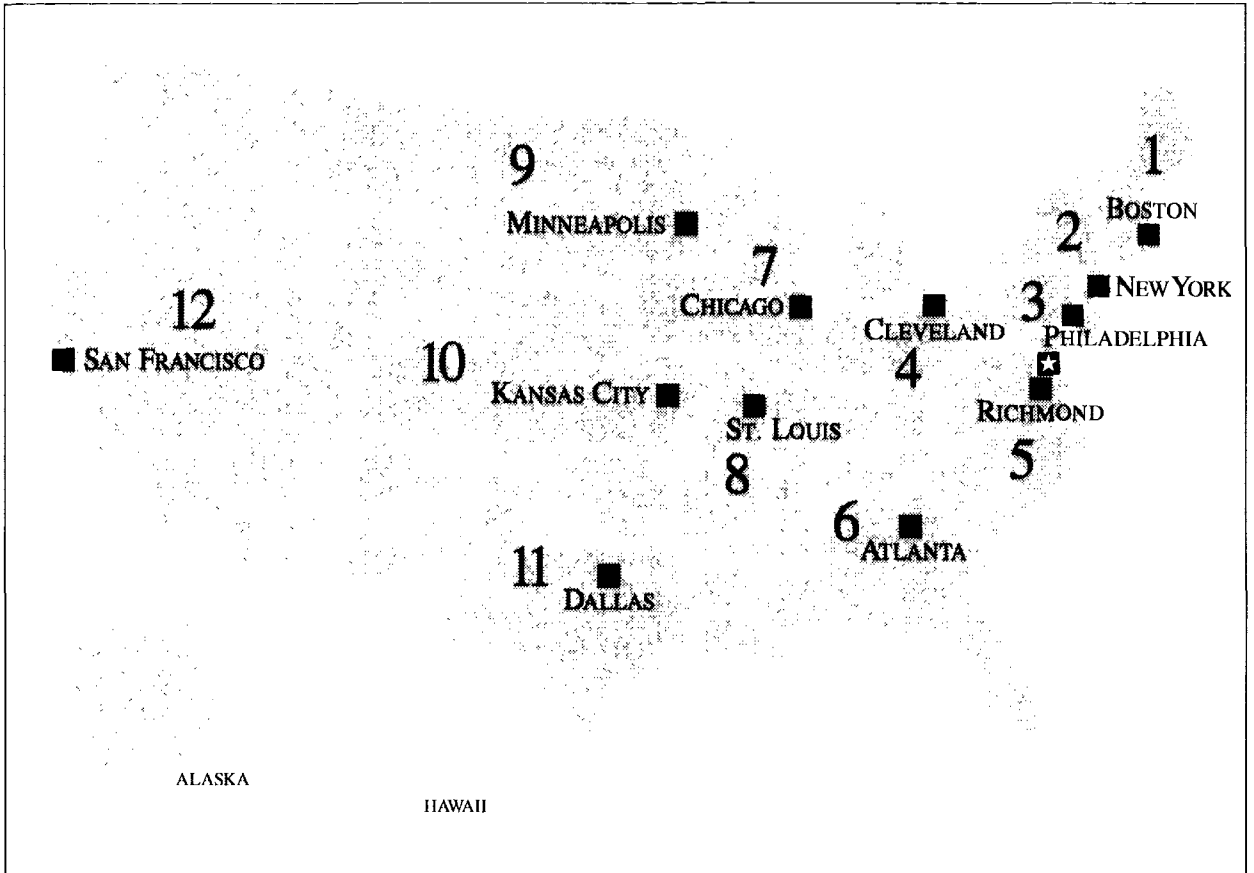 1
BOSTON
9
2
MINNEAPOLIS
7
NEW YORK
12
3
CHICAGO
CLEVELAND
PHILADELPHIA
SAN FRANCISCO
10
4
KANSAS CITY
RICHMOND
ST. LOUIS
5
8
6
ATLANTA
11
DALLAS
ALASKA
HAWAII